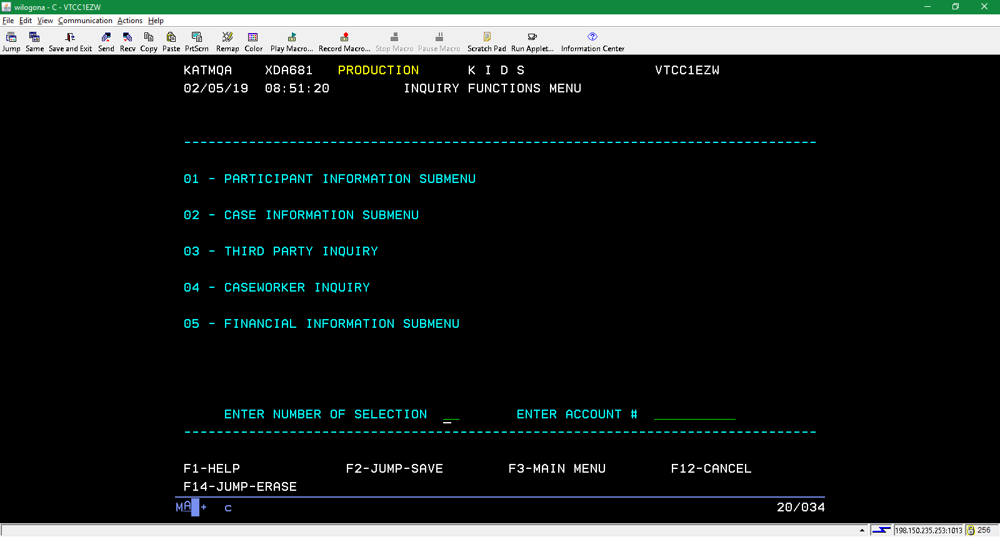 wilogona - C - VTCC1EZW
File Edit View Communication Actions Help
Jump Same Save and Exit Send Recv Copy Paste PrtScrn Remap Color Play Macro... Record Macro... Stop Macro Pause Macro Scratch Pad Run Applet... Information Center
KATMQA XDA681 PRODUCTION K I D S VTCC1EZW
02/05/19 08:51:20 INQUIRY FUNCTIONS MENU
------------------------------------------------------------------------------
01 - PARTICIPANT INFORMATION SUBMENU
02 - CASE INFORMATION SUBMENU
03 - THIRD PARTY INQUIRY
04 - CASEWORKER INQUIRY
05 - FINANCIAL INFORMATION SUBMENU
ENTER NUMBER OF SELECTION __ ENTER ACCOUNT # __________
------------------------------------------------------------------------------
F1-HELP F2-JUMP-SAVE F3-MAIN MENU F12-CANCEL
F14-JUMP-ERASE
MA + c 20/034
198.150.235.253:1013 256